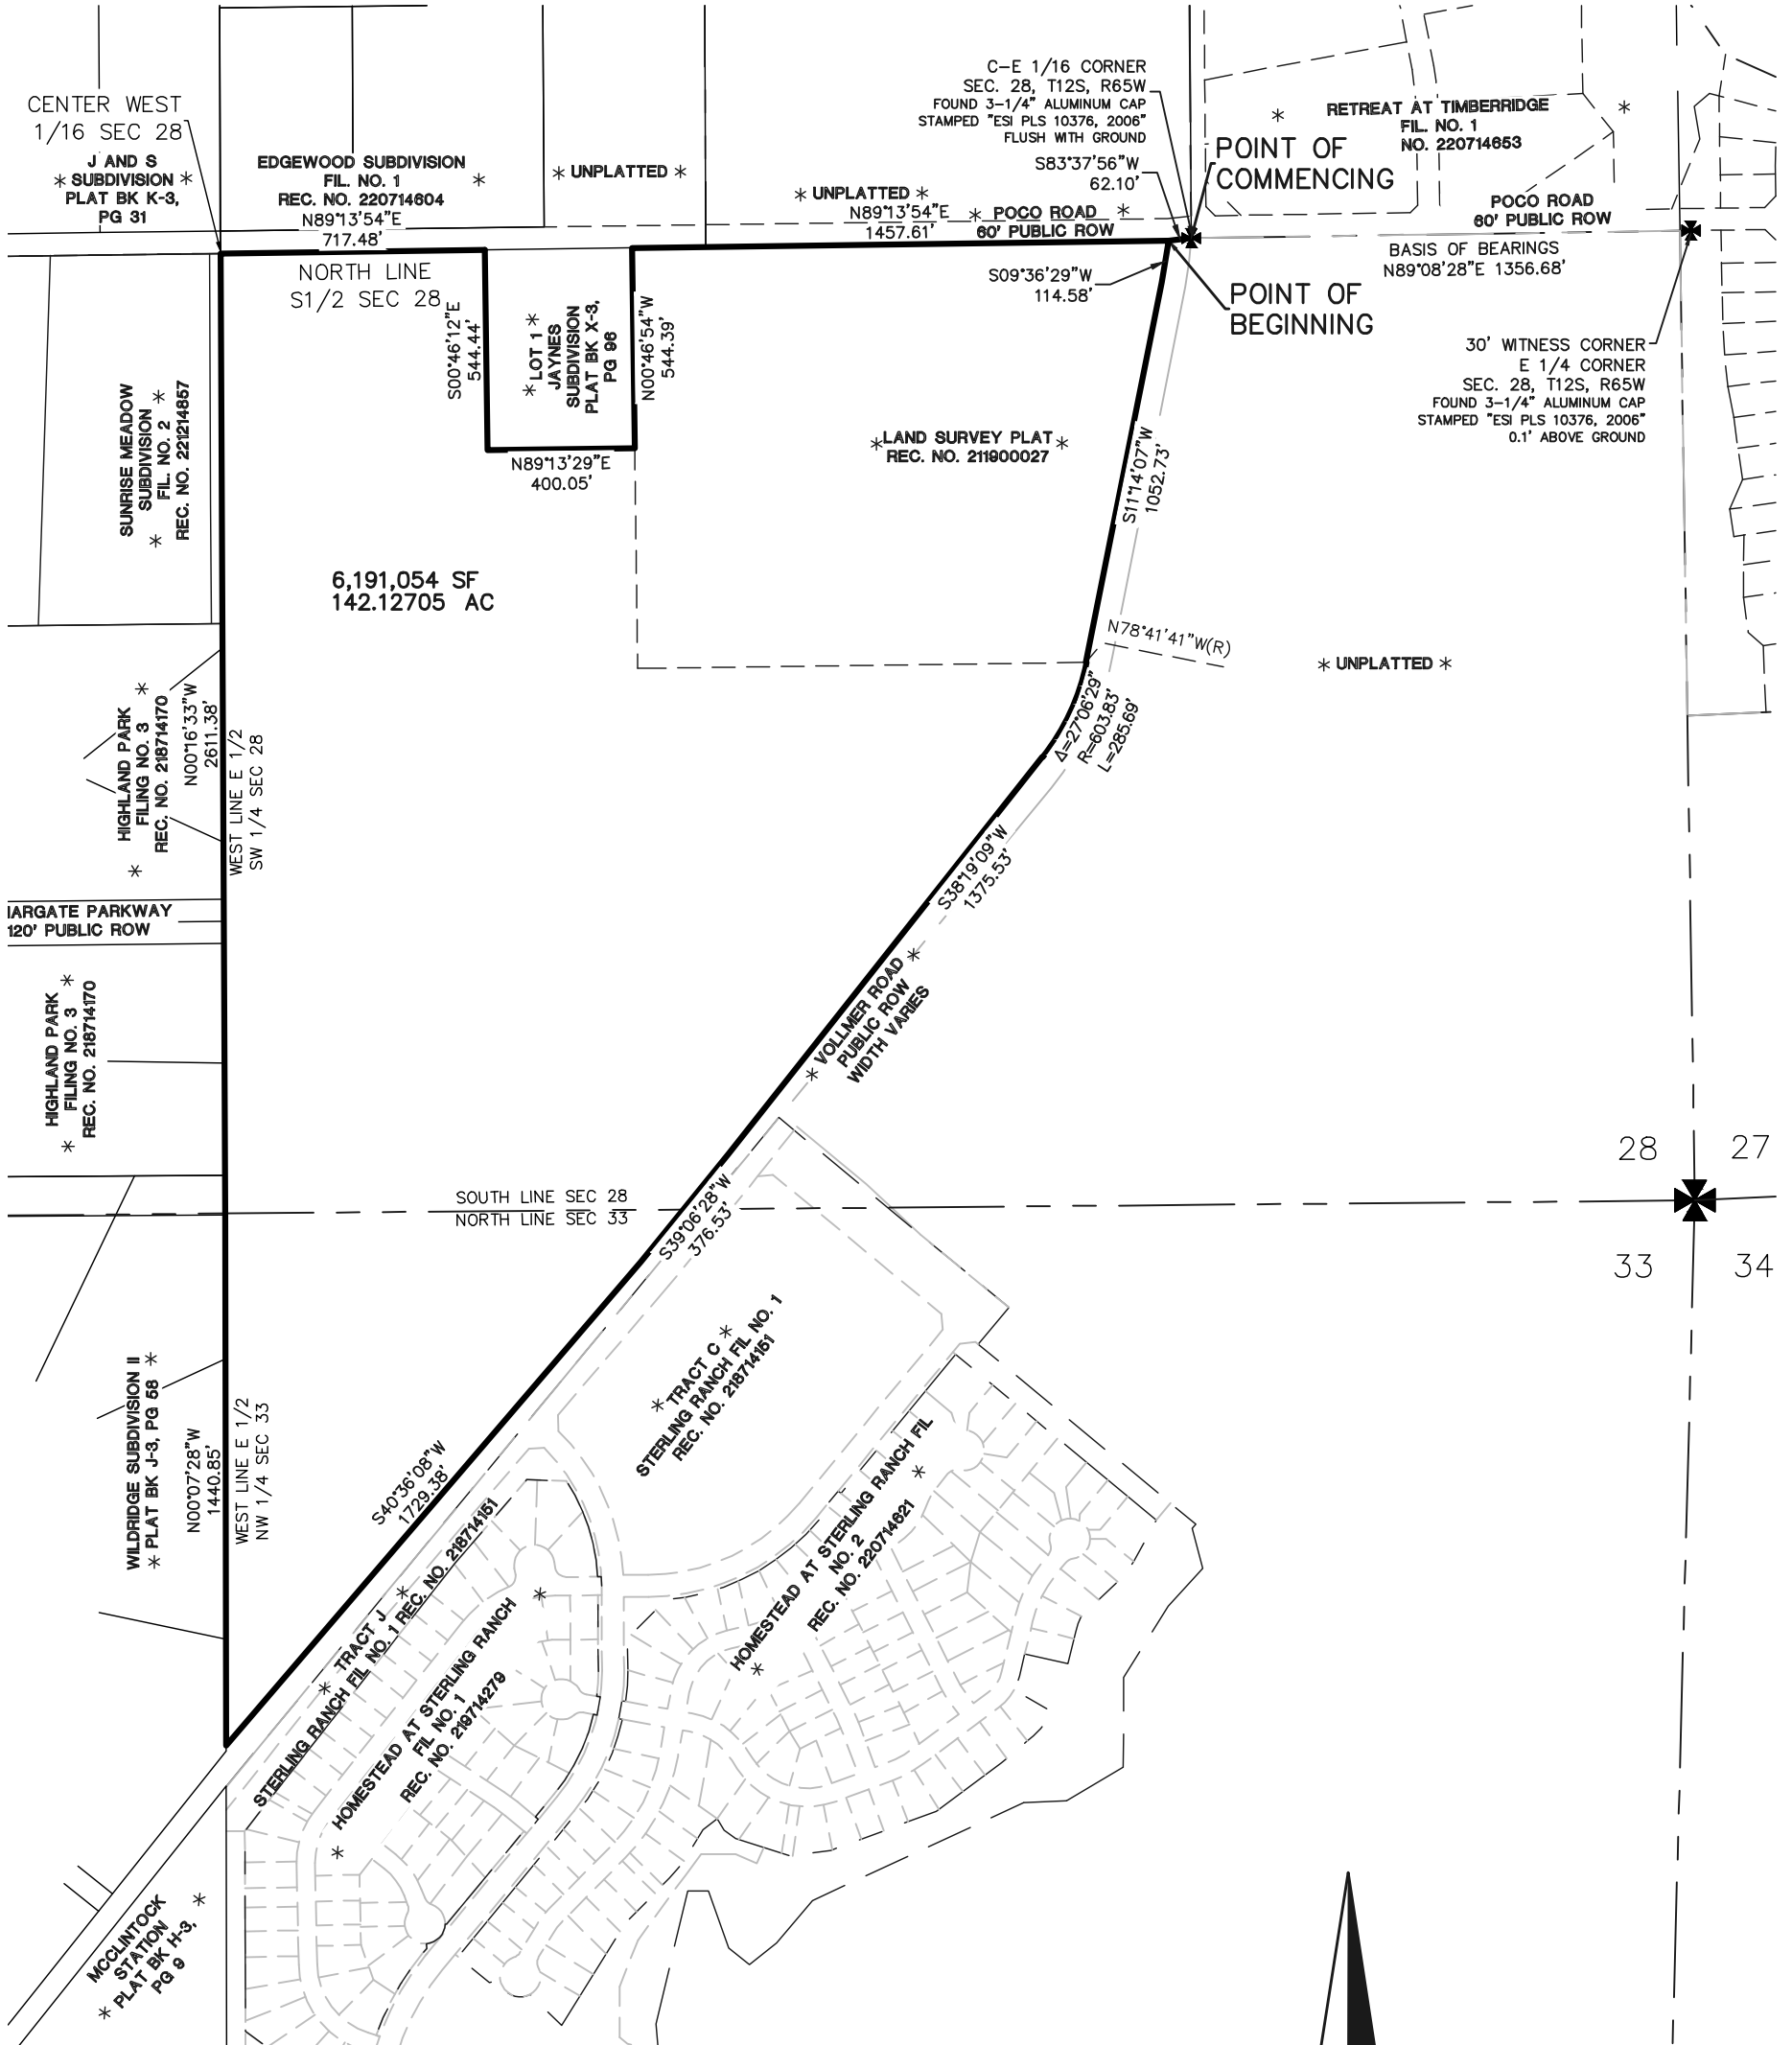 CENTER WEST
1/16 SEC 28
J AND S
* SUBDIVISION *
PLAT BK K-3,
PG 31
EDGEWOOD SUBDIVISION
FIL. NO. 1 *
REC. NO. 220714604
N89°13'54"E
717.48'
* UNPLATTED *
* UNPLATTED *
N89°13'54"E
1457.61'
* POCO ROAD *
60' PUBLIC ROW
C-E 1/16 CORNER
SEC. 28, T12S, R65W
FOUND 3-1/4" ALUMINUM CAP
STAMPED "ESI PLS 10376, 2006"
FLUSH WITH GROUND
S83°37'56"W
62.10'
POINT OF
COMMENCING
* RETREAT AT TIMBERRIDGE *
FIL. NO. 1
NO. 220714653
POCO ROAD
60' PUBLIC ROW
BASIS OF BEARINGS
N89°08'28"E 1356.68'
S09°36'29"W
114.58'
POINT OF
BEGINNING
30' WITNESS CORNER
E 1/4 CORNER
SEC. 28, T12S, R65W
FOUND 3-1/4" ALUMINUM CAP
STAMPED "ESI PLS 10376, 2006"
0.1' ABOVE GROUND
NORTH LINE
S1/2 SEC 28
S00°46'12"E
544.44'
* LOT 1 *
JAYNES
SUBDIVISION
PLAT BK X-3,
PG 96
N00°46'54"W
544.39'
N89°13'29"E
400.05'
* LAND SURVEY PLAT *
REC. NO. 211900027
S11°14'07"W
1052.73'
SUNRISE MEADOW
SUBDIVISION
* FIL. NO. 2 *
REC. NO. 221214857
6,191,054 SF
142.12705 AC
N78°41'41"W(R)
* UNPLATTED *
Δ=27°06'29"
R=603.83'
L=285.69'
HIGHLAND PARK
* FILING NO. 3 *
REC. NO. 218714170
N00°16'33"W
2611.38'
WEST LINE E 1/2
SW 1/4 SEC 28
S38°19'09"W
1375.53'
IARGATE PARKWAY
120' PUBLIC ROW
* VOLLMER ROAD *
PUBLIC ROW
WIDTH VARIES
HIGHLAND PARK
* FILING NO. 3 *
REC. NO. 218714170
28 27
SOUTH LINE SEC 28
NORTH LINE SEC 33
S39°06'28"W
376.53'
33 34
* TRACT C *
STERLING RANCH FIL NO. 1
REC. NO. 218714151
WILDRIDGE SUBDIVISION II
* PLAT BK J-3, PG 58 *
N00°07'28"W
1440.85'
WEST LINE E 1/2
NW 1/4 SEC 33
S40°36'08"W
1729.38'
* TRACT J *
STERLING RANCH FIL NO. 1 REC. NO. 218714151
* HOMESTEAD AT STERLING RANCH *
FIL. NO. 1
REC. NO. 219714279
* HOMESTEAD AT STERLING RANCH FIL *
NO. 2
REC. NO. 220714621
MCCLINTOCK
STATION
* PLAT BK H-3, *
PG 9